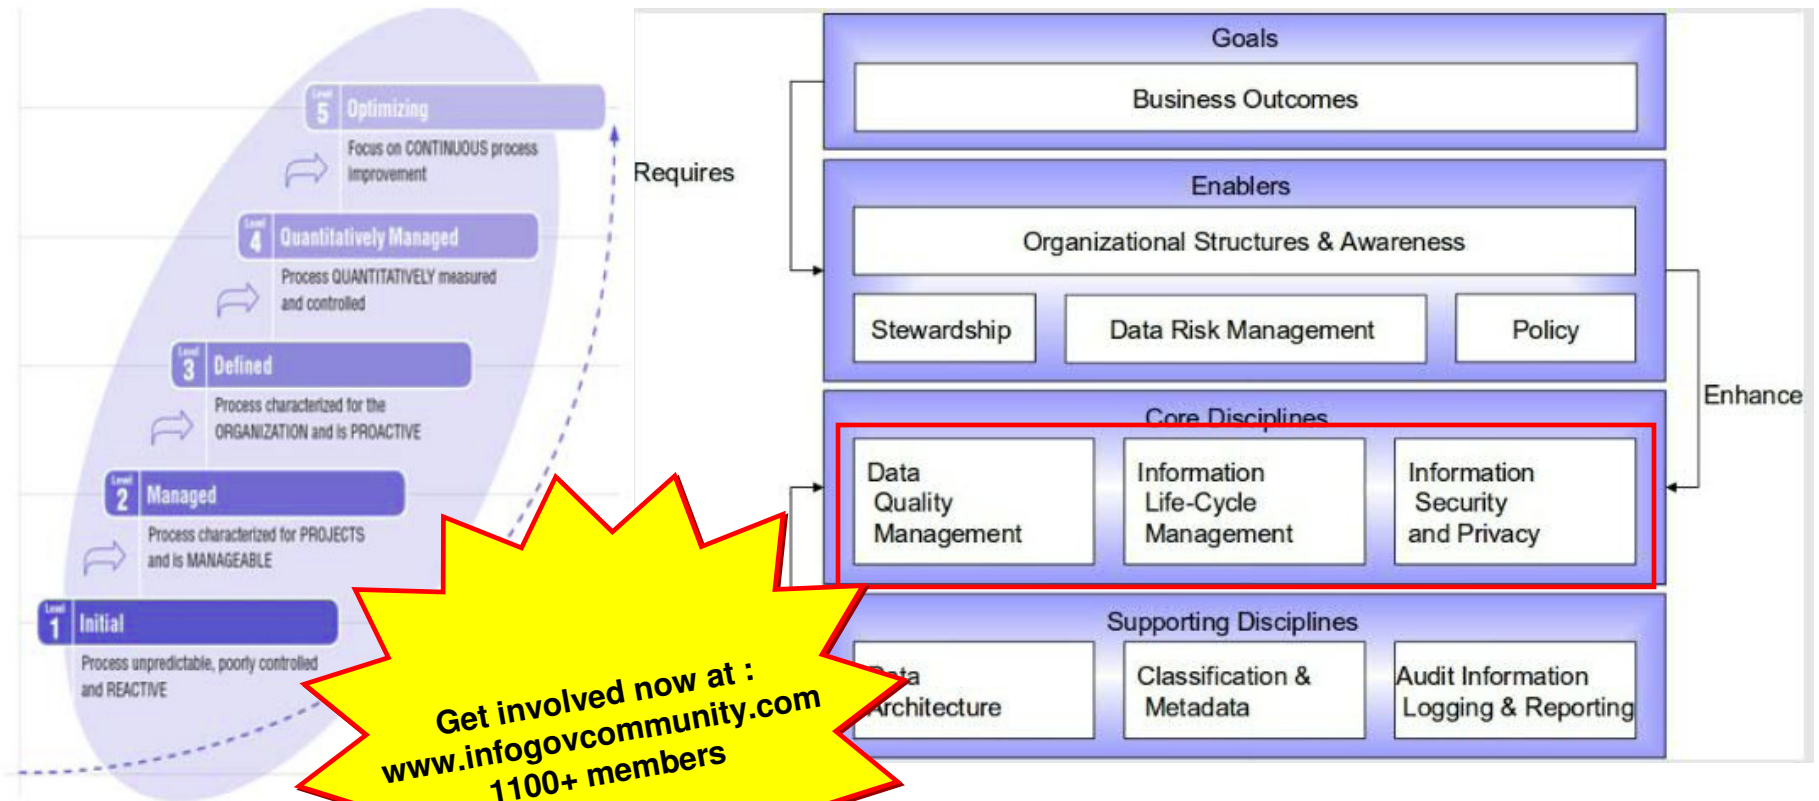 Level
5
Optimizing
Focus on CONTINUOUS process
improvement
Level
4
Quantitatively Managed
Process QUANTITATIVELY measured
and controlled
Level
3
Defined
Process characterized for the
ORGANIZATION and is PROACTIVE
Level
2
Managed
Process characterized for PROJECTS
and is MANAGEABLE
Level
1
Initial
Process unpredictable, poorly controlled
and REACTIVE
Get involved now at :
www.infogovcommunity.com
1100+ members
Requires
Goals
Business Outcomes
Enablers
Organizational Structures & Awareness
Stewardship
Data Risk Management
Policy
Enhance
Core Disciplines
Data
Quality
Management
Information
Life-Cycle
Management
Information
Security
and Privacy
Supporting Disciplines
Data
Architecture
Classification &
Metadata
Audit Information
Logging & Reporting